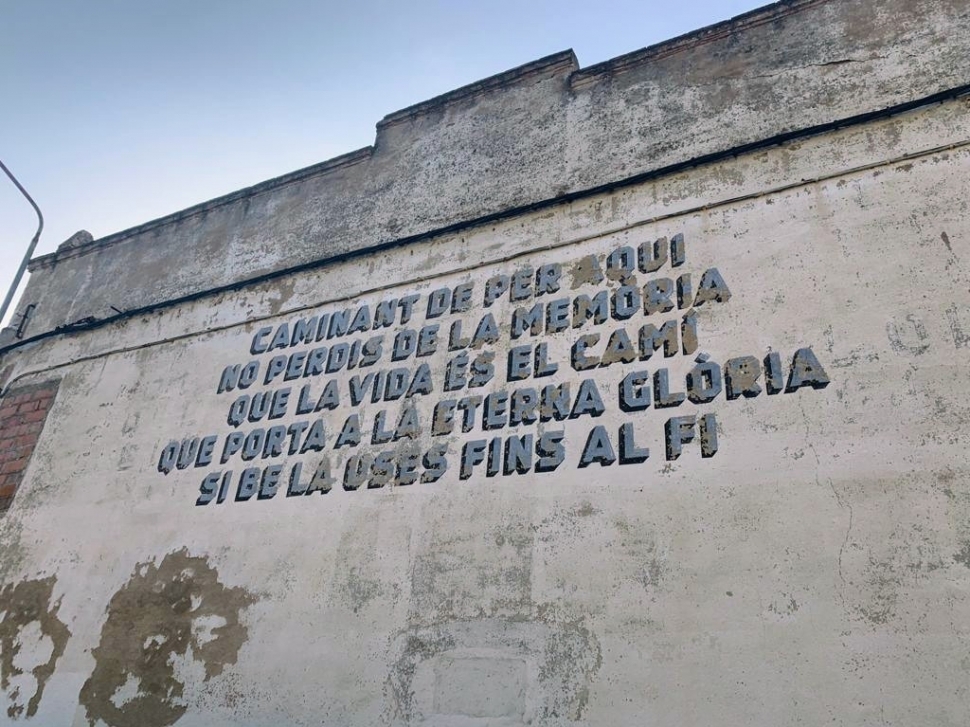 CAMINANT DE PER AQUI
NO PERDIS DE LA MEMÒRIA
QUE LA VIDA ÉS EL CAMÍ
QUE PORTA A LA ETERNA GLÒRIA
SI BE LA USES FINS AL FI